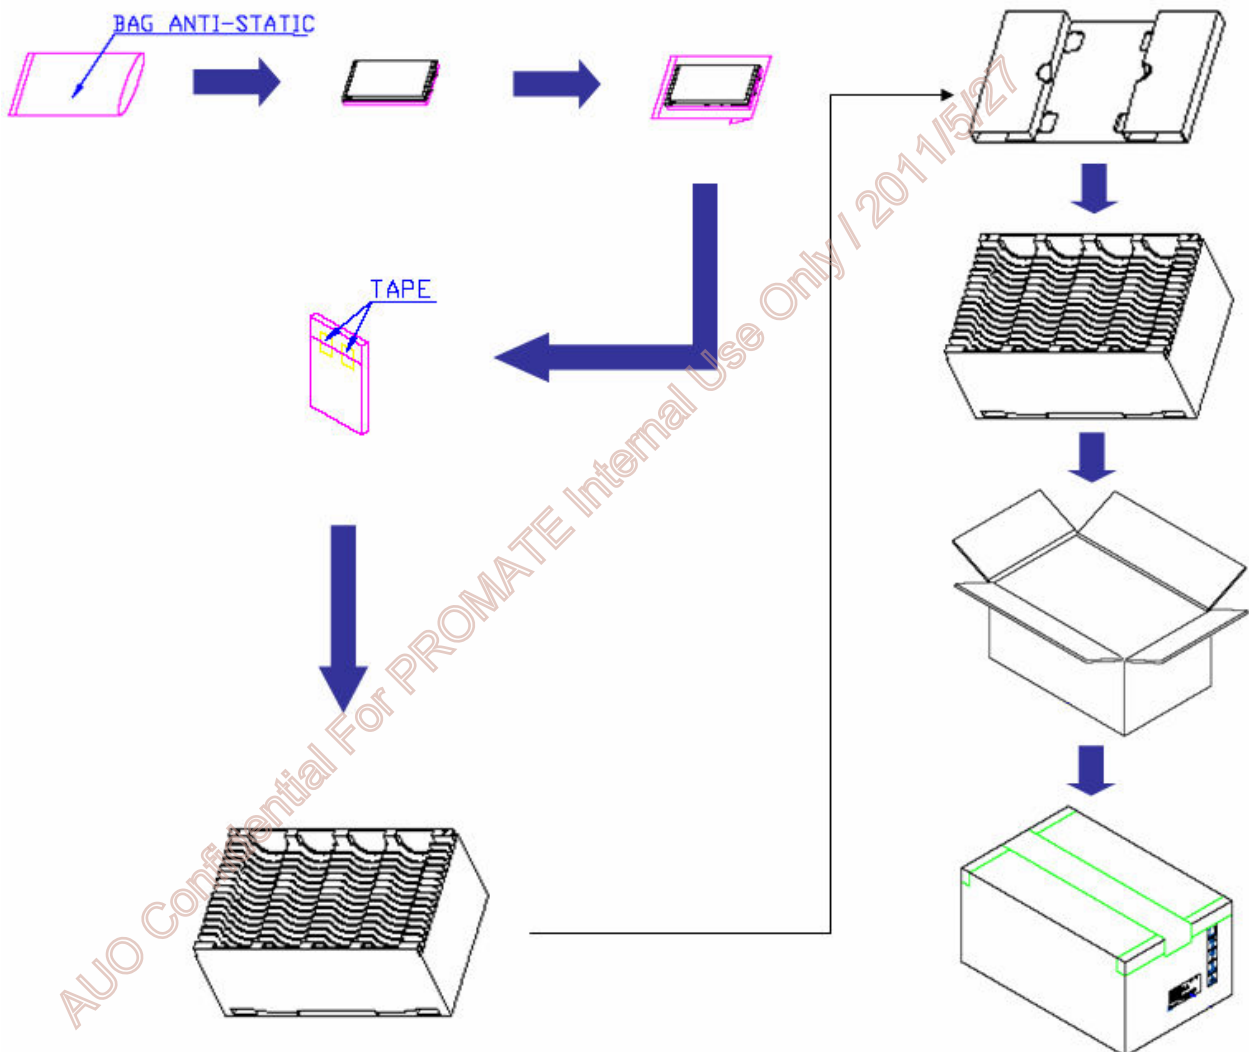 BAG ANTI-STATIC
TAPE
AUO Confidential For PROMATE Internal Use Only / 2011/5/27